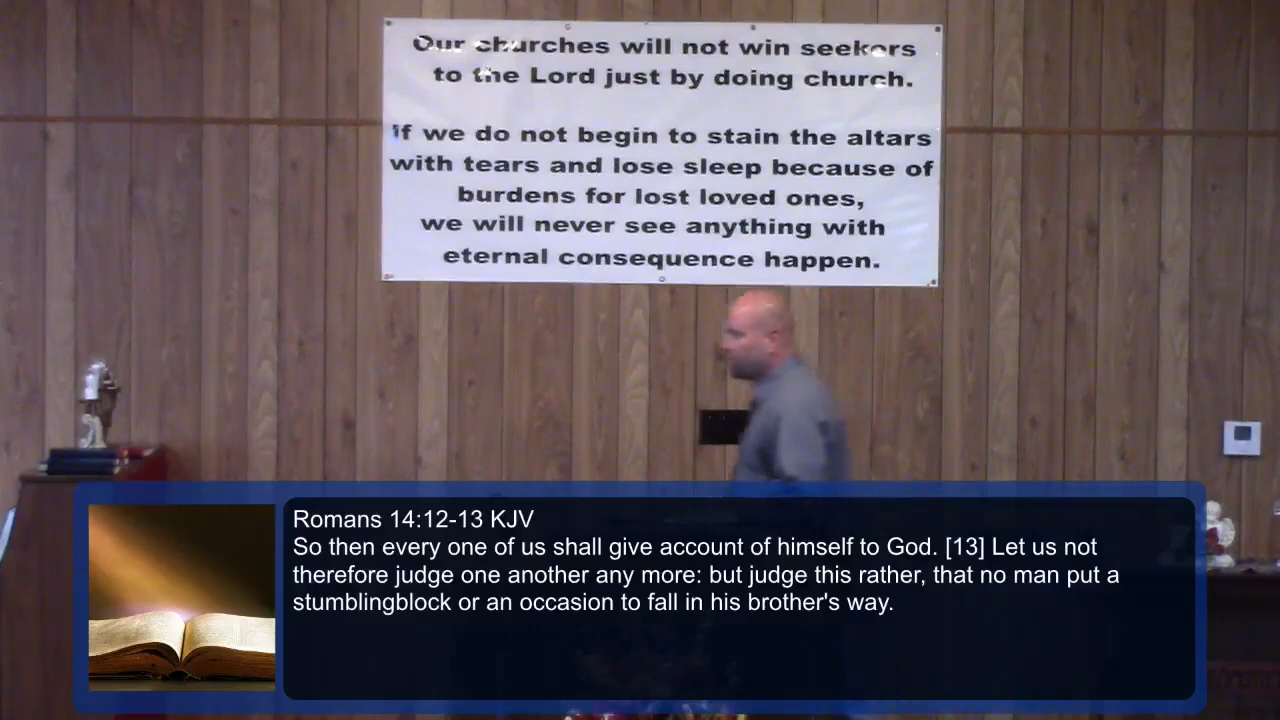 Our churches will not win seekers
to the Lord just by doing church.
If we do not begin to stain the altars
with tears and lose sleep because of
burdens for lost loved ones,
we will never see anything with
eternal consequence happen.
Romans 14:12-13 KJV
So then every one of us shall give account of himself to God. [13] Let us not
therefore judge one another any more: but judge this rather, that no man put a
stumblingblock or an occasion to fall in his brother's way.